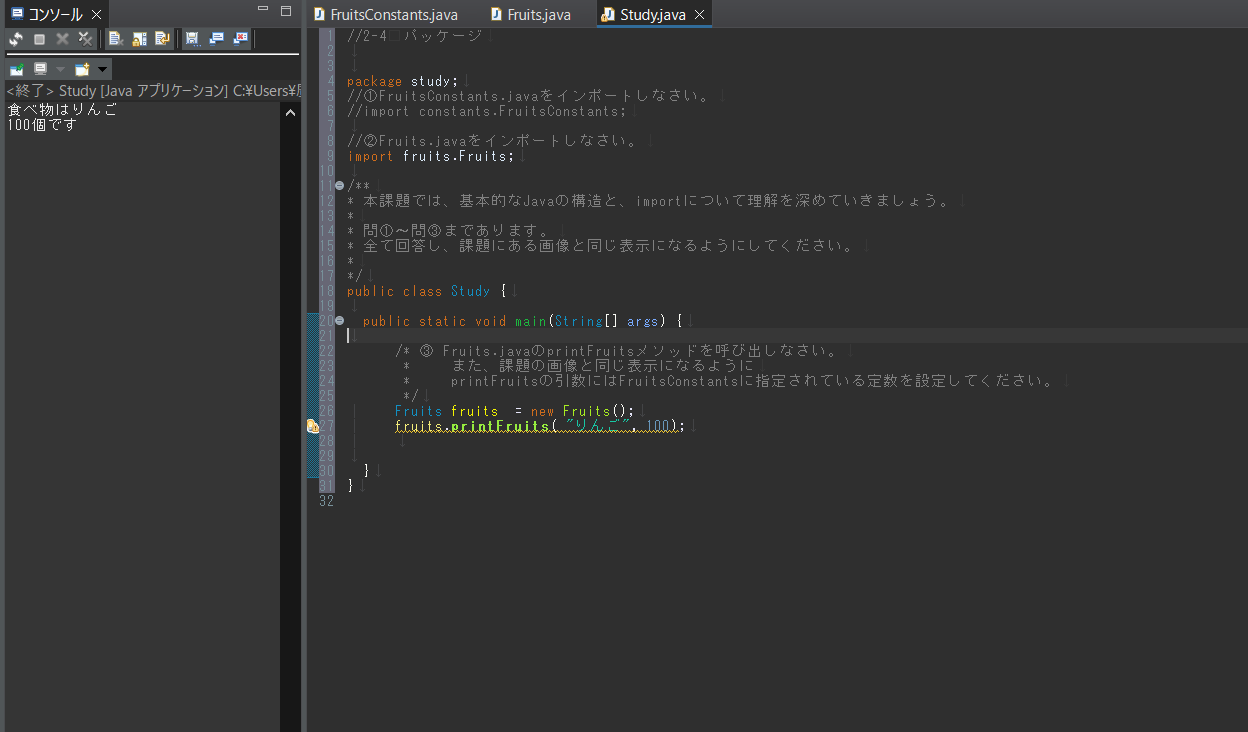 コンソール
<終了> Study [Java アプリケーション] C:¥Users¥
食べ物はりんご
100個です
FruitsConstants.java
Fruits.java
Study.java
1 //2-4□ パッケージ
2
3
4 package study;
5 //①FruitsConstants.javaをインポートしなさい。
6 //import constants.FruitsConstants;
7
8 //②Fruits.javaをインポートしなさい。
9 import fruits.Fruits;
10
11 /**
12 * 本課題では、基本的なJavaの構造と、importについて理解を深めていきましょう。
13 *
14 * 問①～問③まであります。
15 * 全て回答し、課題にある画像と同じ表示になるようにしてください。
16 *
17 */
18 public class Study {
19
20 public static void main(String[] args) {
21
22 /* ③ Fruits.javaのprintFruitsメソッドを呼び出しなさい。
23 * また、課題の画像と同じ表示になるように
24 * printFruitsの引数にはFruitsConstantsに指定されている定数を設定してください。
25 */
26 Fruits fruits = new Fruits();
27 fruits.printFruits( "りんご", 100);
28
29
30 }
31 }
32